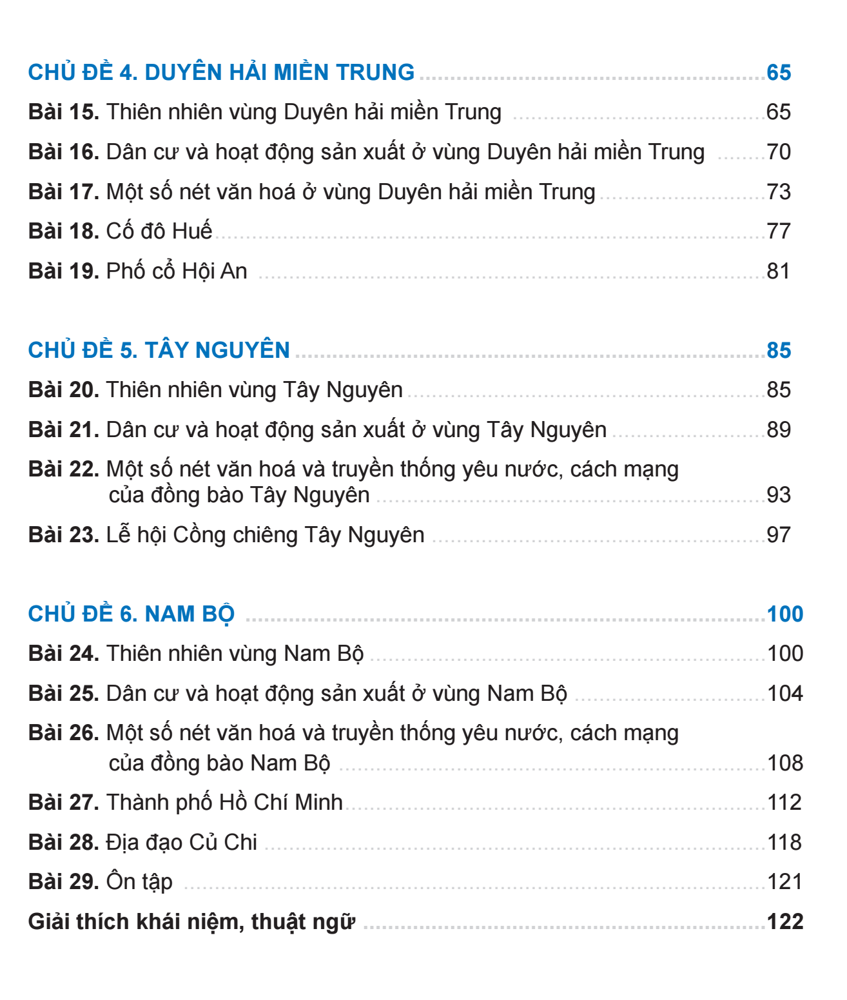 CHỦ ĐỀ 4. DUYÊN HẢI MIỀN TRUNG ........ 65
Bài 15. Thiên nhiên vùng Duyên hải miền Trung ........ 65
Bài 16. Dân cư và hoạt động sản xuất ở vùng Duyên hải miền Trung ........ 70
Bài 17. Một số nét văn hoá ở vùng Duyên hải miền Trung ........ 73
Bài 18. Cố đô Huế ........ 77
Bài 19. Phố cổ Hội An ........ 81
CHỦ ĐỀ 5. TÂY NGUYÊN ........ 85
Bài 20. Thiên nhiên vùng Tây Nguyên ........ 85
Bài 21. Dân cư và hoạt động sản xuất ở vùng Tây Nguyên ........ 89
Bài 22. Một số nét văn hoá và truyền thống yêu nước, cách mạng
của đồng bào Tây Nguyên ........ 93
Bài 23. Lễ hội Cồng chiêng Tây Nguyên ........ 97
CHỦ ĐỀ 6. NAM BỘ ........ 100
Bài 24. Thiên nhiên vùng Nam Bộ ........ 100
Bài 25. Dân cư và hoạt động sản xuất ở vùng Nam Bộ ........ 104
Bài 26. Một số nét văn hoá và truyền thống yêu nước, cách mạng
của đồng bào Nam Bộ ........ 108
Bài 27. Thành phố Hồ Chí Minh ........ 112
Bài 28. Địa đạo Củ Chi ........ 118
Bài 29. Ôn tập ........ 121
Giải thích khái niệm, thuật ngữ ........ 122